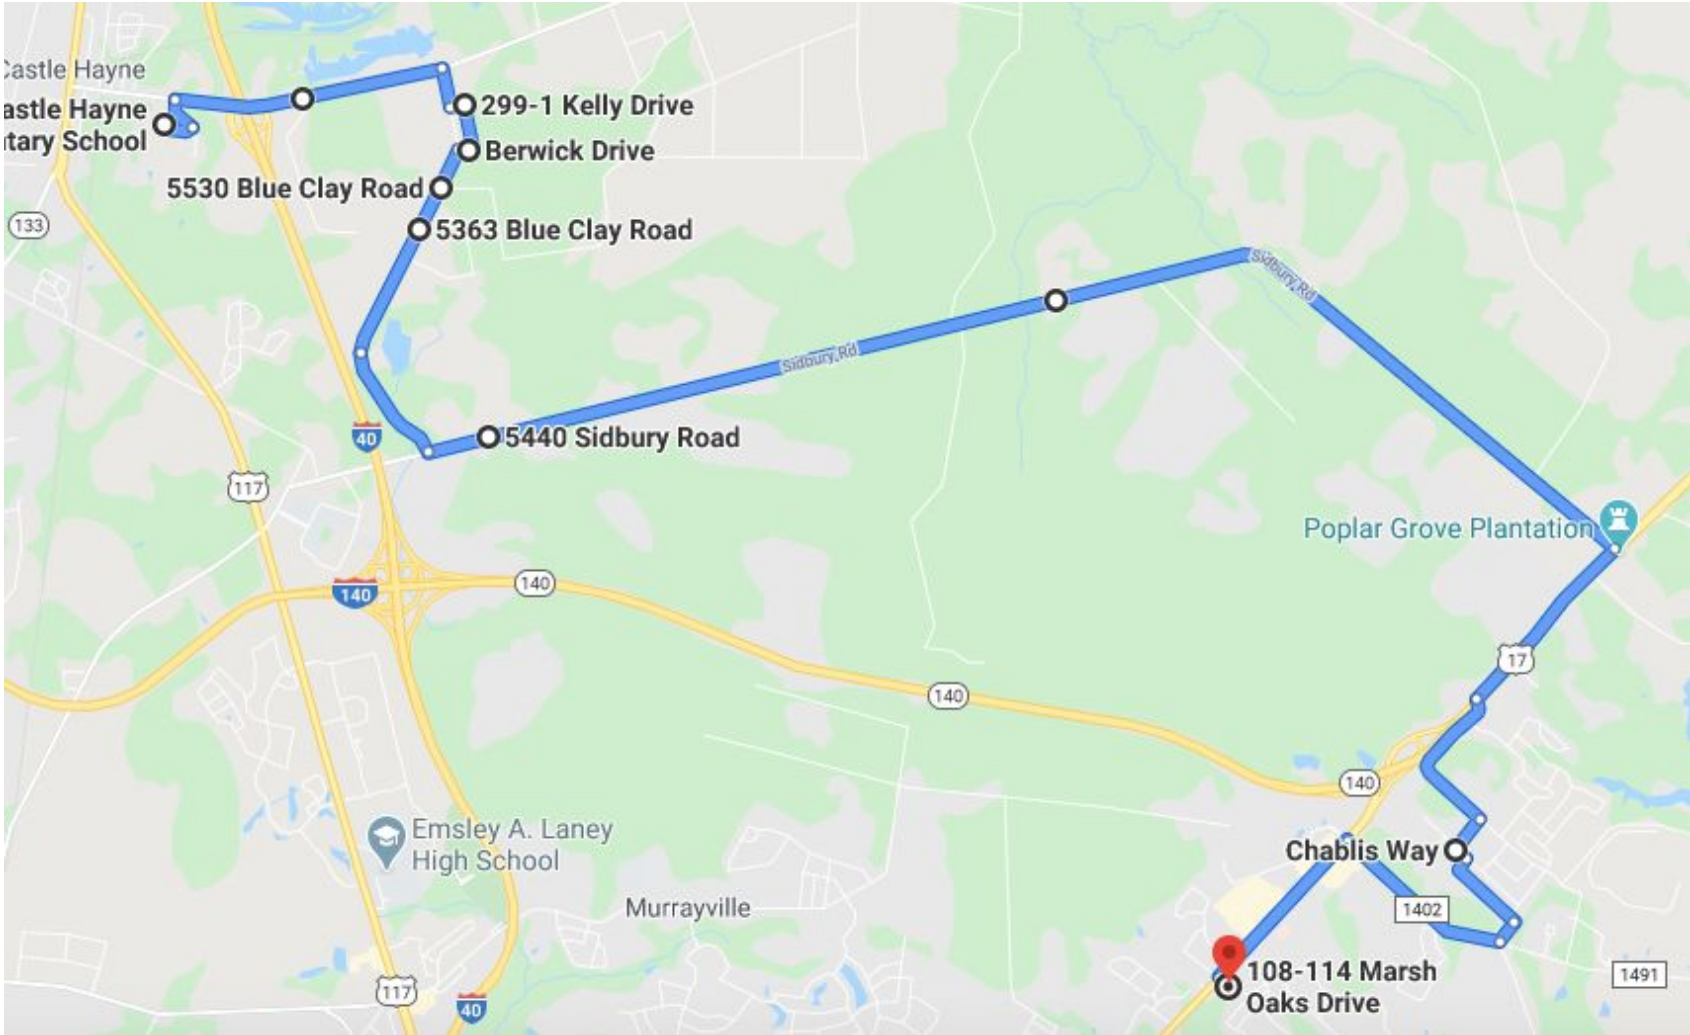 Castle Hayne
astle Hayne
tary School
299-1 Kelly Drive
Berwick Drive
5530 Blue Clay Road
133
5363 Blue Clay Road
Sidbury Rd
Sidbury Rd
40
5440 Sidbury Road
117
Poplar Grove Plantation
140
140
17
140
140
Emsley A. Laney
High School
Chablis Way
Murrayville
1402
108-114 Marsh
Oaks Drive
1491
117
40